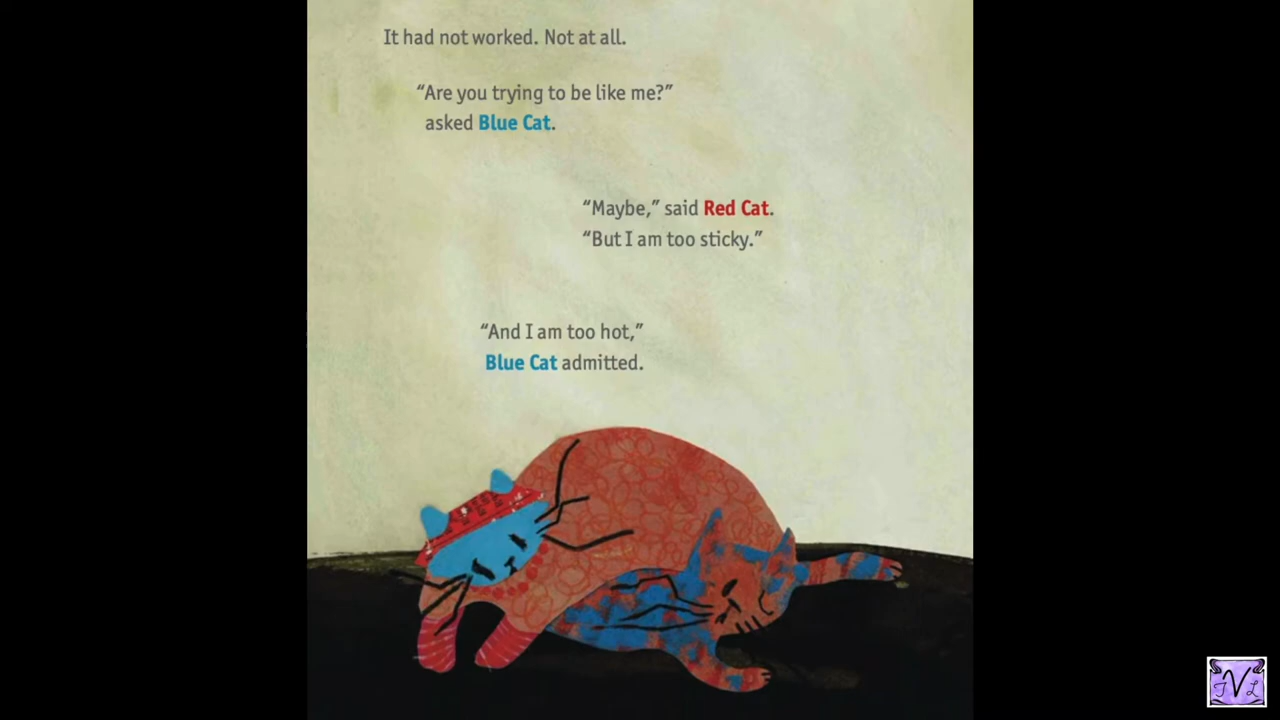 It had not worked. Not at all.
“Are you trying to be like me?”
asked Blue Cat.
“Maybe,” said Red Cat.
“But I am too sticky.”
“And I am too hot,”
Blue Cat admitted.